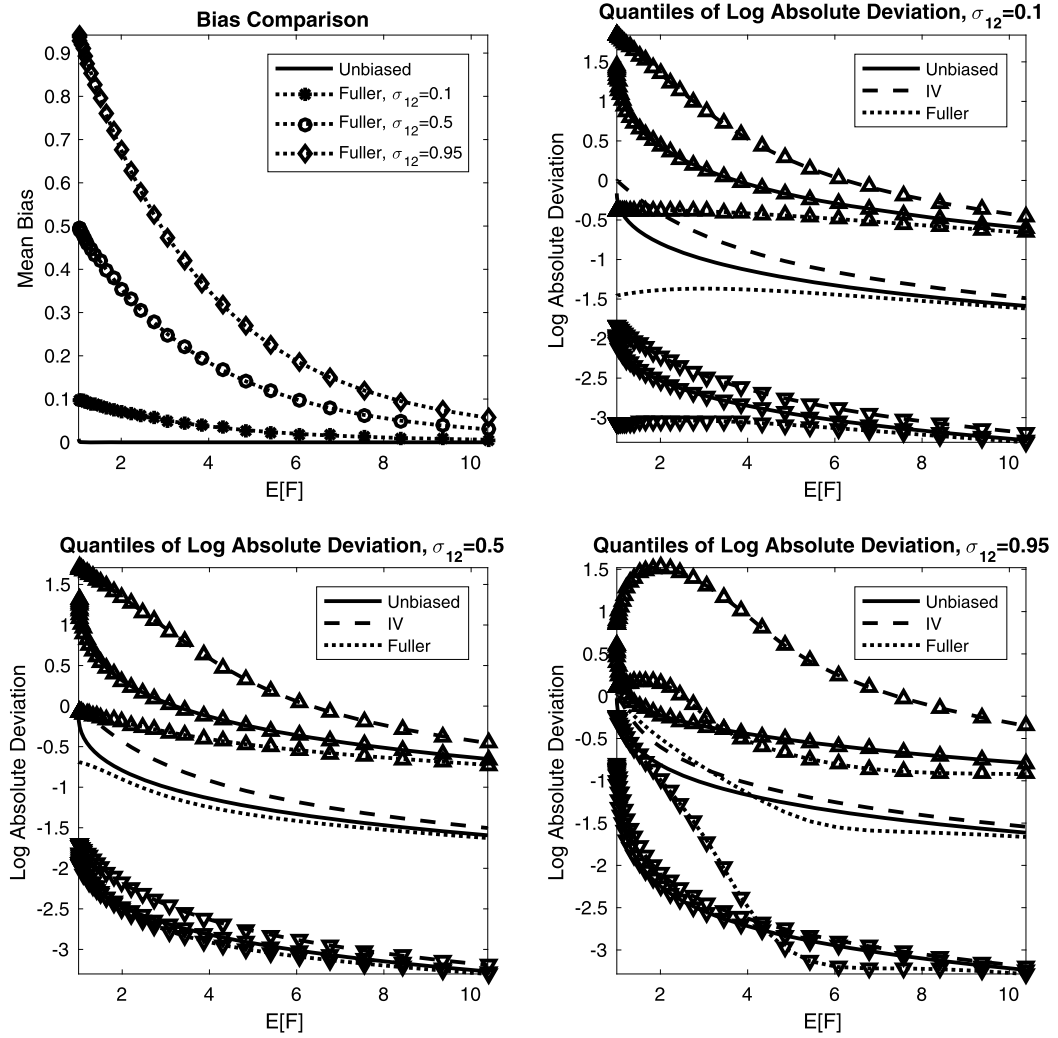 Bias Comparison
Mean Bias
0.9
0.8
0.7
0.6
0.5
0.4
0.3
0.2
0.1
0
Unbiased
Fuller, σ12=0.1
Fuller, σ12=0.5
Fuller, σ12=0.95
2 4 6 8 10
E[F]
Quantiles of Log Absolute Deviation, σ12=0.1
Log Absolute Deviation
1.5
1
0.5
0
-0.5
-1
-1.5
-2
-2.5
-3
Unbiased
IV
Fuller
2 4 6 8 10
E[F]
Quantiles of Log Absolute Deviation, σ12=0.5
Log Absolute Deviation
1.5
1
0.5
0
-0.5
-1
-1.5
-2
-2.5
-3
Unbiased
IV
Fuller
2 4 6 8 10
E[F]
Quantiles of Log Absolute Deviation, σ12=0.95
Log Absolute Deviation
1.5
1
0.5
0
-0.5
-1
-1.5
-2
-2.5
-3
Unbiased
IV
Fuller
2 4 6 8 10
E[F]